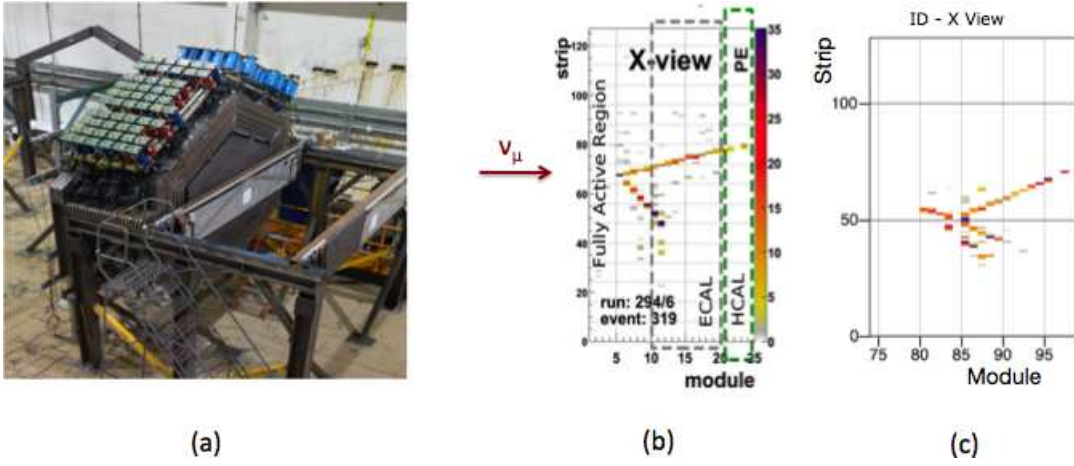 ν_μ
X-view
strip
PE
Fully Active Region
ECAL
HCAL
run: 294/6
event: 319
120
100
80
60
40
20
0
5
10
15
20
25
module
35
30
25
20
15
10
5
0
ID - X View
Strip
100
50
0
75
80
85
90
95
Module
(a)
(b)
(c)